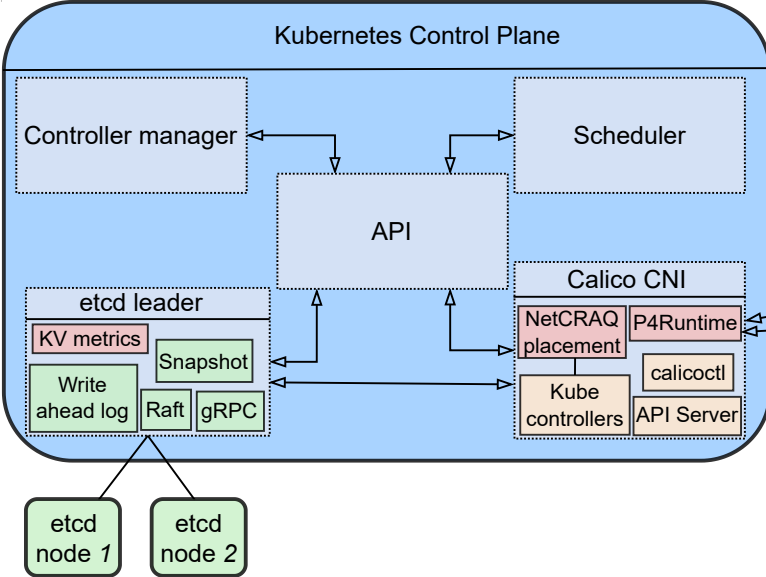 Kubernetes Control Plane
Controller manager
Scheduler
API
etcd leader
KV metrics
Snapshot
Write
ahead log
Raft
gRPC
Calico CNI
NetCRAQ
placement
P4Runtime
calicoctl
Kube
controllers
API Server
etcd
node 1
etcd
node 2